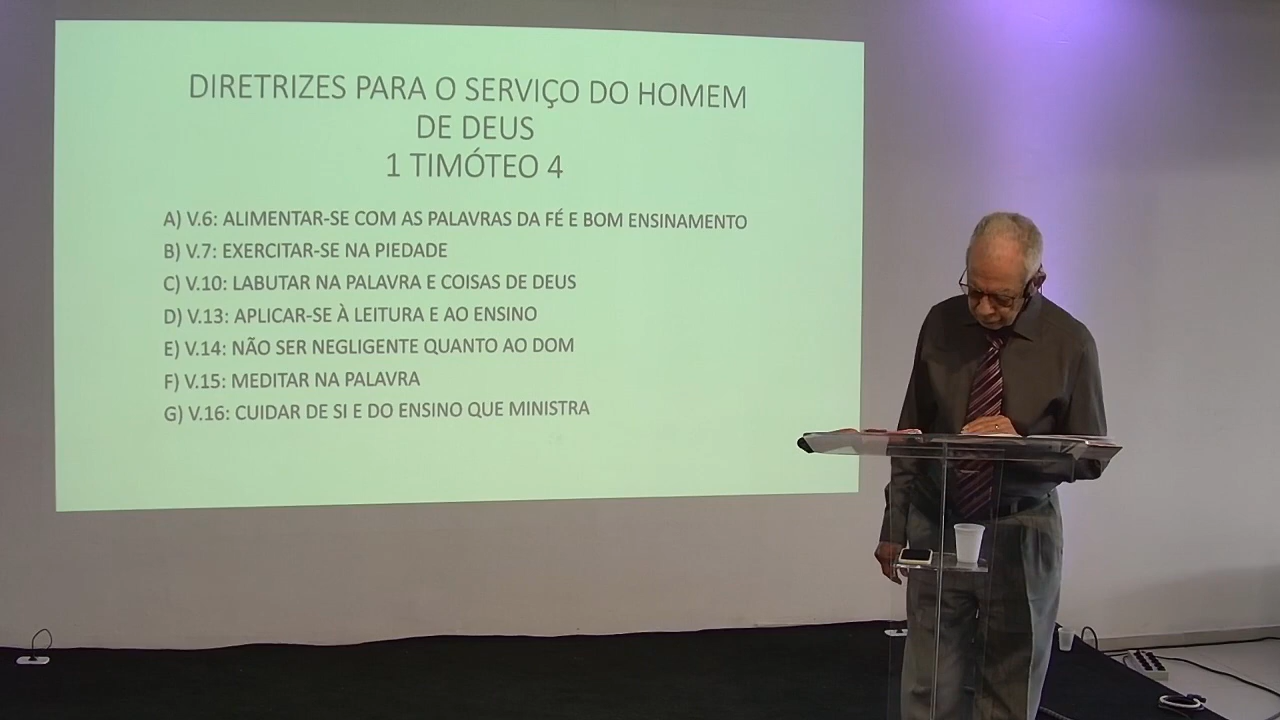 DIRETRIZES PARA O SERVIÇO DO HOMEM
DE DEUS
1 TIMÓTEO 4
A) V.6: ALIMENTAR-SE COM AS PALAVRAS DA FÉ E BOM ENSINAMENTO
B) V.7: EXERCITAR-SE NA PIEDADE
C) V.10: LABUTAR NA PALAVRA E COISAS DE DEUS
D) V.13: APLICAR-SE À LEITURA E AO ENSINO
E) V.14: NÃO SER NEGLIGENTE QUANTO AO DOM
F) V.15: MEDITAR NA PALAVRA
G) V.16: CUIDAR DE SI E DO ENSINO QUE MINISTRA